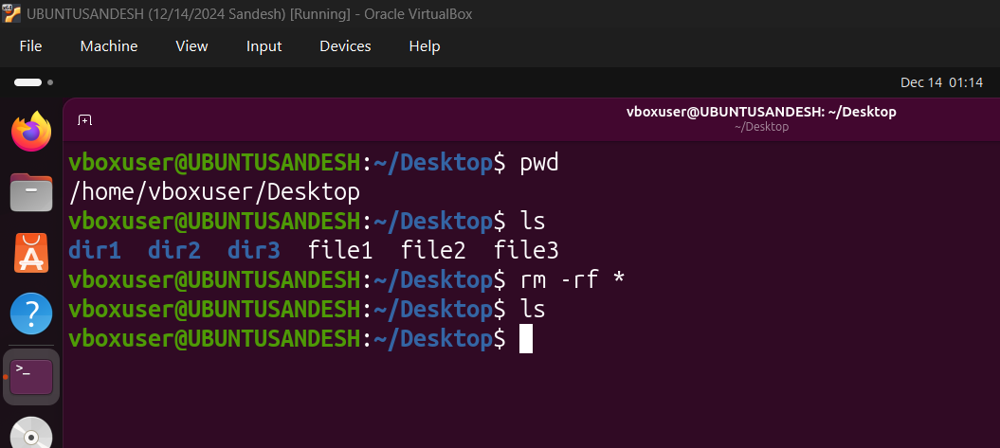 UBUNTUSANDESH (12/14/2024 Sandesh) [Running] - Oracle VirtualBox
File Machine View Input Devices Help
Dec 14 01:14
vboxuser@UBUNTUSANDESH: ~/Desktop
~/Desktop
vboxuser@UBUNTUSANDESH:~/Desktop$ pwd
/home/vboxuser/Desktop
vboxuser@UBUNTUSANDESH:~/Desktop$ ls
dir1 dir2 dir3 file1 file2 file3
vboxuser@UBUNTUSANDESH:~/Desktop$ rm -rf *
vboxuser@UBUNTUSANDESH:~/Desktop$ ls
vboxuser@UBUNTUSANDESH:~/Desktop$